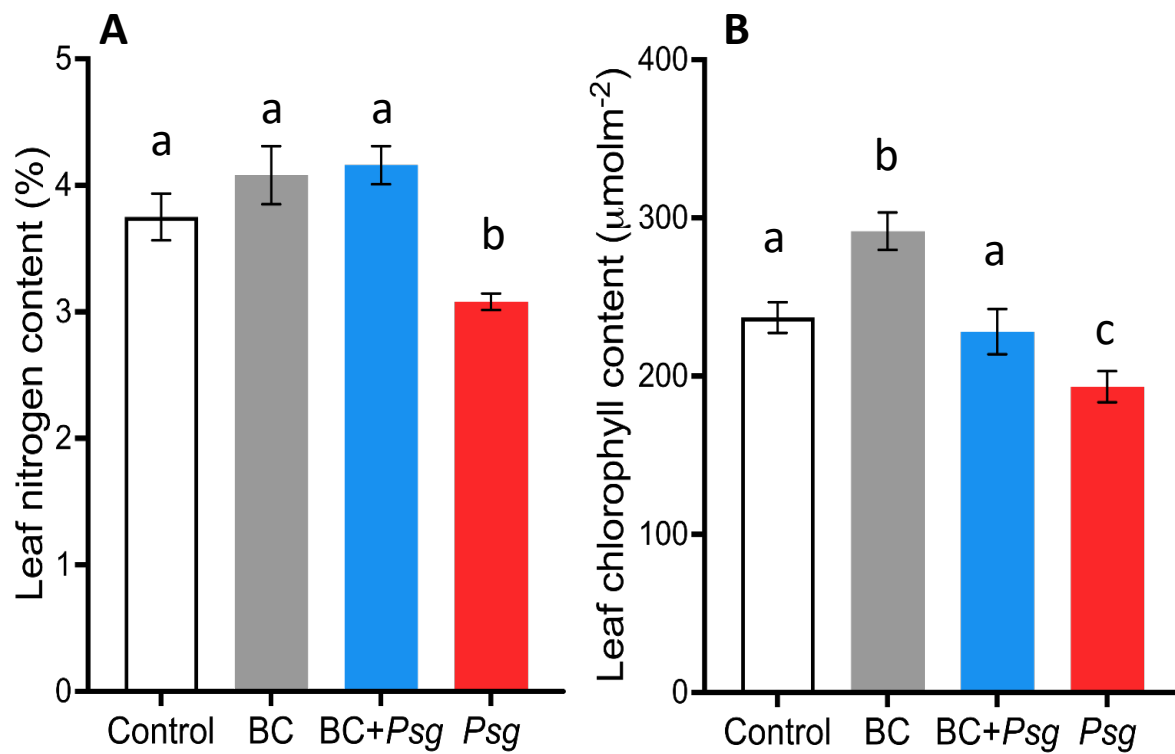 A
Leaf nitrogen content (%)
5
4
3
2
1
0
a
a
a
b
Control
BC
BC+Psg
Psg
B
Leaf chlorophyll content (μmolm⁻²)
400
300
200
100
0
a
b
a
c
Control
BC
BC+Psg
Psg